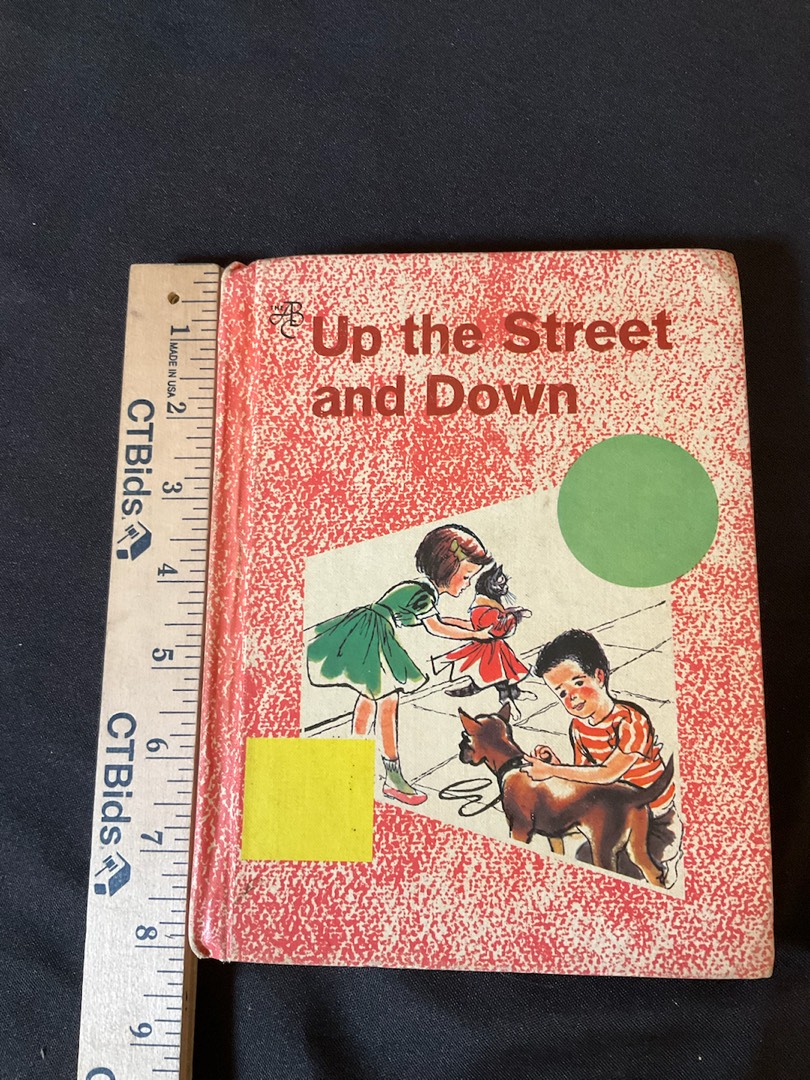 ABC
Up the Street
and Down
1
MADE IN USA
2
CTBids
3
4
5
6
CTBids
7
8
9
C